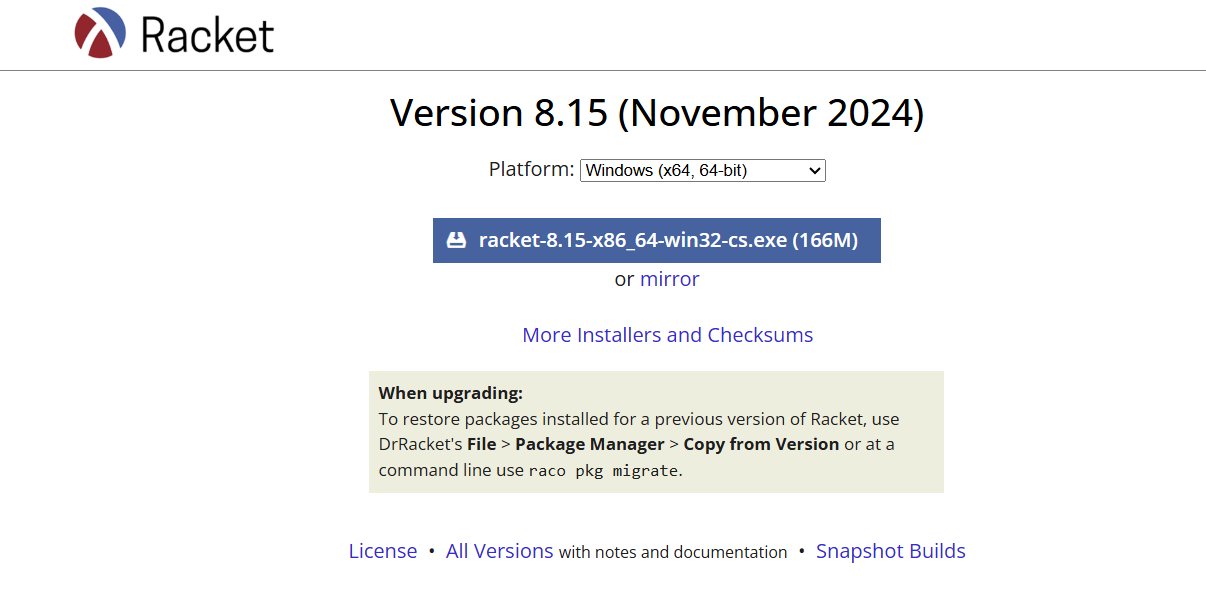 Racket
Version 8.15 (November 2024)
Platform: Windows (x64, 64-bit)
racket-8.15-x86_64-win32-cs.exe (166M)
or mirror
More Installers and Checksums
When upgrading:
To restore packages installed for a previous version of Racket, use
DrRacket's File > Package Manager > Copy from Version or at a
command line use raco pkg migrate.
License • All Versions with notes and documentation • Snapshot Builds